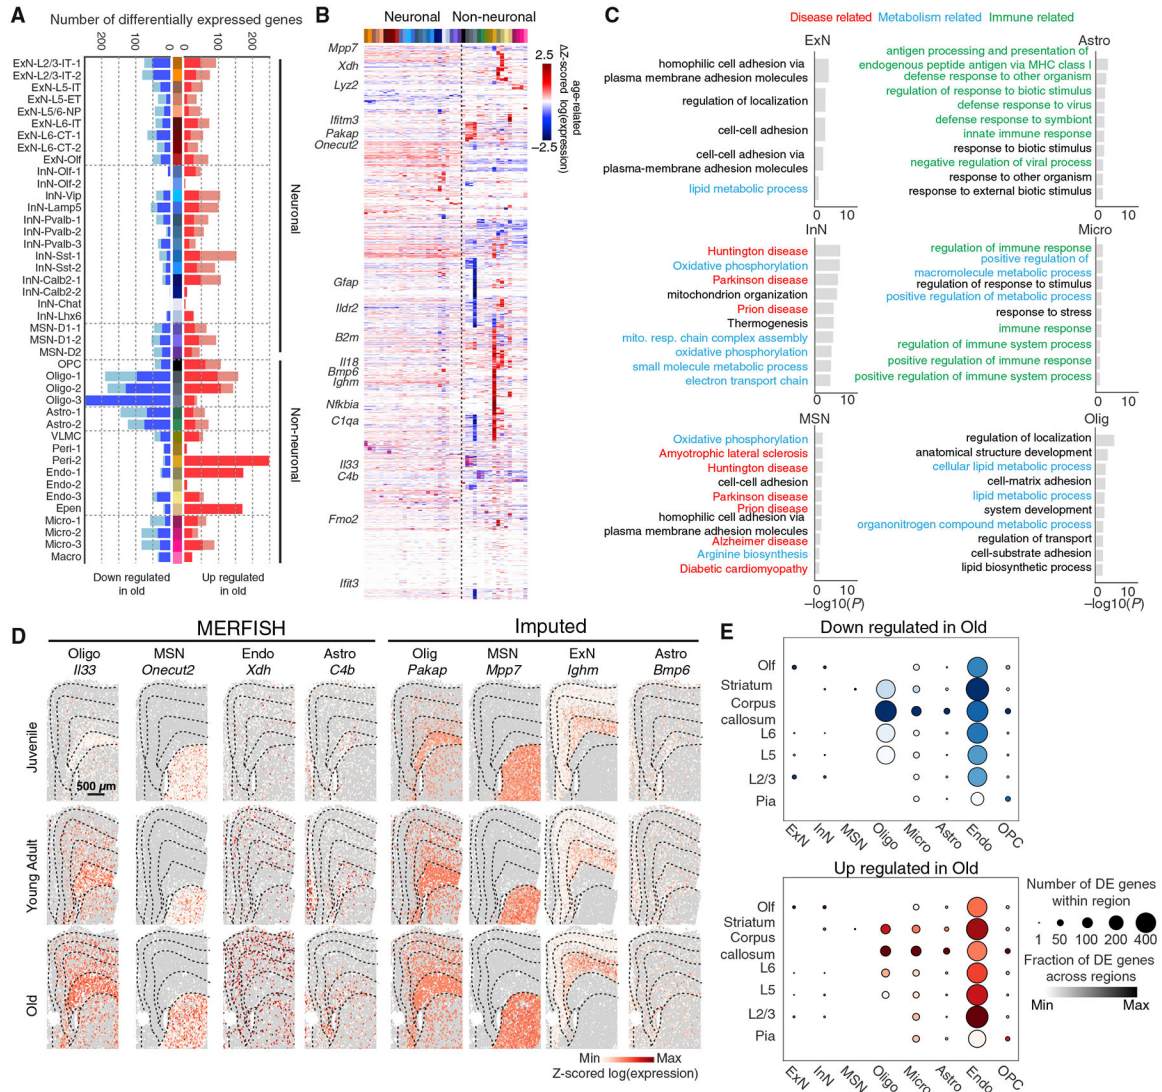 A
Number of differentially expressed genes
200 100 0 0 100 200
ExN-L2/3-IT-1
ExN-L2/3-IT-2
ExN-L5-IT
ExN-L5-ET
ExN-L5/6-NP
ExN-L6-IT
ExN-L6-CT-1
ExN-L6-CT-2
ExN-Olf
InN-Olf-1
InN-Olf-2
InN-Vip
InN-Lamp5
InN-Pvalb-1
InN-Pvalb-2
InN-Pvalb-3
InN-Sst-1
InN-Sst-2
InN-Calb2-1
InN-Calb2-2
InN-Chat
InN-Lhx6
MSN-D1-1
MSN-D1-2
MSN-D2
OPC
Oligo-1
Oligo-2
Oligo-3
Astro-1
Astro-2
VLMC
Peri-1
Peri-2
Endo-1
Endo-2
Endo-3
Epen
Micro-1
Micro-2
Micro-3
Macro
Neuronal
Non-neuronal
Down regulated
in old
Up regulated
in old
B
Neuronal Non-neuronal
Mpp7
Xdh
Lyz2
Ifitm3
Pakap
Onecut2
Gfap
Ildr2
B2m
Il18
Bmp6
Ighm
Nfkbia
C1qa
Il33
C4b
Fmo2
Ifit3
2.5
−2.5
age-related
ΔZ-scored log(expression)
C
Disease related Metabolism related Immune related
ExN
homophilic cell adhesion via
plasma membrane adhesion molecules
regulation of localization
cell-cell adhesion
cell-cell adhesion via
plasma-membrane adhesion molecules
lipid metabolic process
0 10
Astro
antigen processing and presentation of
endogenous peptide antigen via MHC class I
defense response to other organism
regulation of response to biotic stimulus
defense response to virus
defense response to symbiont
innate immune response
response to biotic stimulus
negative regulation of viral process
response to other organism
response to external biotic stimulus
0 10
InN
Huntington disease
Oxidative phosphorylation
Parkinson disease
mitochondrion organization
Prion disease
Thermogenesis
mito. resp. chain complex assembly
oxidative phosphorylation
small molecule metabolic process
electron transport chain
0 10
Micro
regulation of immune response
positive regulation of
macromolecule metabolic process
regulation of response to stimulus
positive regulation of metabolic process
response to stress
immune response
regulation of immune system process
positive regulation of immune response
positive regulation of immune system process
0 10
MSN
Oxidative phosphorylation
Amyotrophic lateral sclerosis
Huntington disease
cell-cell adhesion
Parkinson disease
Prion disease
homophilic cell adhesion via
plasma membrane adhesion molecules
Alzheimer disease
Arginine biosynthesis
Diabetic cardiomyopathy
0 10
−log10(P)
Olig
regulation of localization
anatomical structure development
cellular lipid metabolic process
cell-matrix adhesion
lipid metabolic process
system development
organonitrogen compound metabolic process
regulation of transport
cell-substrate adhesion
lipid biosynthetic process
0 10
−log10(P)
D
MERFISH Imputed
Oligo MSN Endo Astro Olig MSN ExN Astro
Il33 Onecut2 Xdh C4b Pakap Mpp7 Ighm Bmp6
Juvenile
500 µm
Young Adult
Old
Min Max
Z-scored log(expression)
E
Down regulated in Old
Olf
Striatum
Corpus
callosum
L6
L5
L2/3
Pia
ExN InN MSN Oligo Micro Astro Endo OPC
Up regulated in Old
Olf
Striatum
Corpus
callosum
L6
L5
L2/3
Pia
ExN InN MSN Oligo Micro Astro Endo OPC
Number of DE genes
within region
1 50 100 200 400
Fraction of DE genes
across regions
Min Max